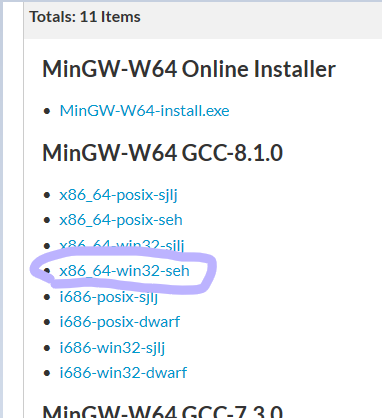 Totals: 11 Items
MinGW-W64 Online Installer
MinGW-W64-install.exe
MinGW-W64 GCC-8.1.0
x86_64-posix-sjlj
x86_64-posix-seh
x86_64-win32-sjlj
x86_64-win32-seh
i686-posix-sjlj
i686-posix-dwarf
i686-win32-sjlj
i686-win32-dwarf
MinGW-W64 GCC-7.3.0